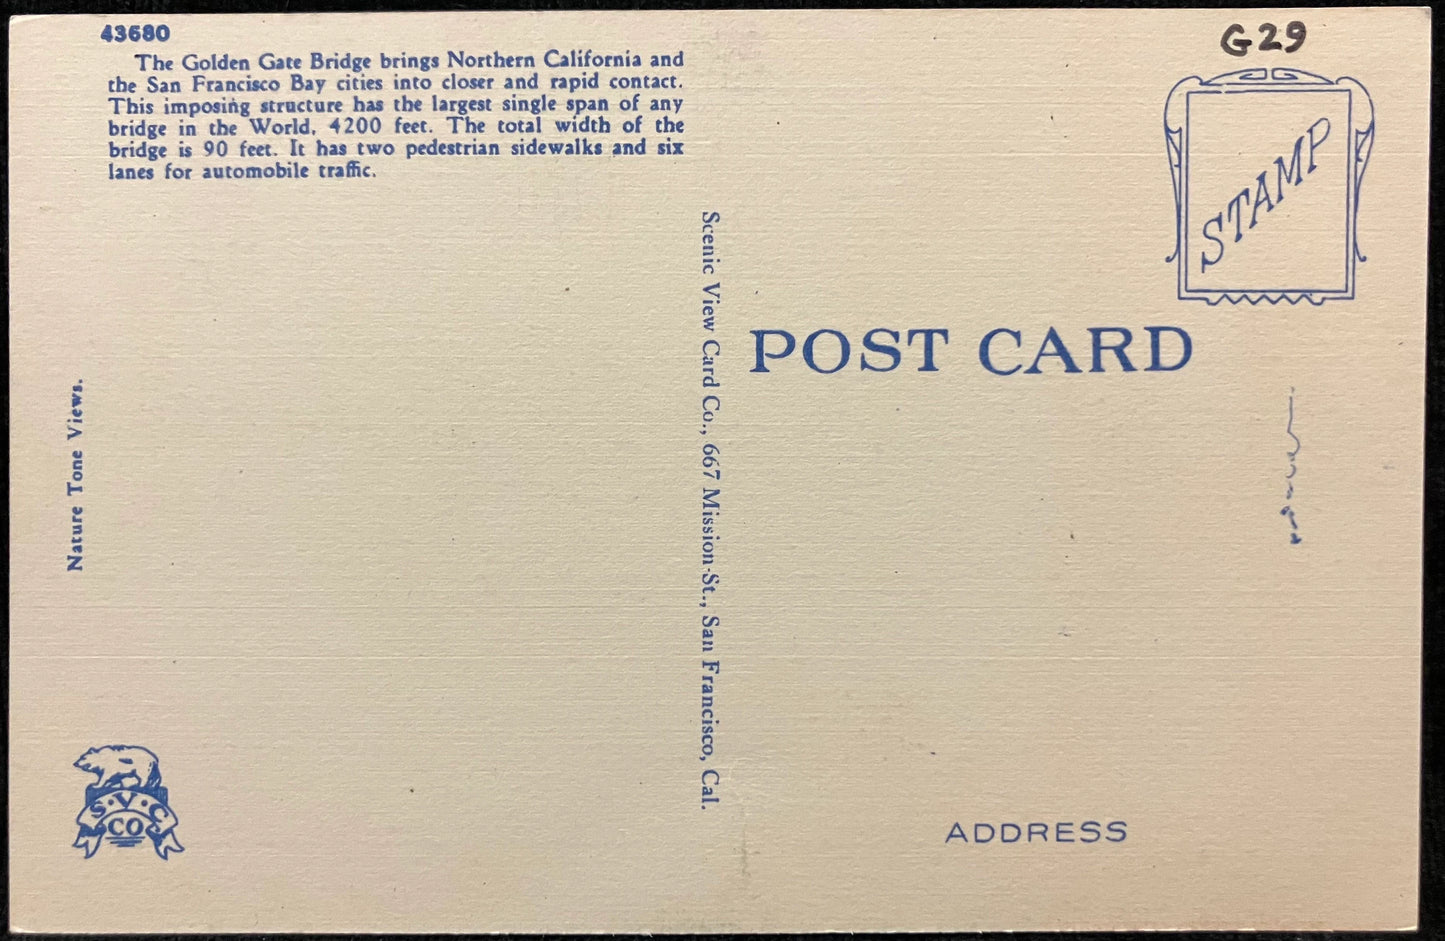 43680
The Golden Gate Bridge brings Northern California and
the San Francisco Bay cities into closer and rapid contact.
This imposing structure has the largest single span of any
bridge in the World, 4200 feet. The total width of the
bridge is 90 feet. It has two pedestrian sidewalks and six
lanes for automobile traffic.
Nature Tone Views.
S·V·C
CO
Scenic View Card Co., 667 Mission St., San Francisco, Cal.
G29
STAMP
POST CARD
ADDRESS